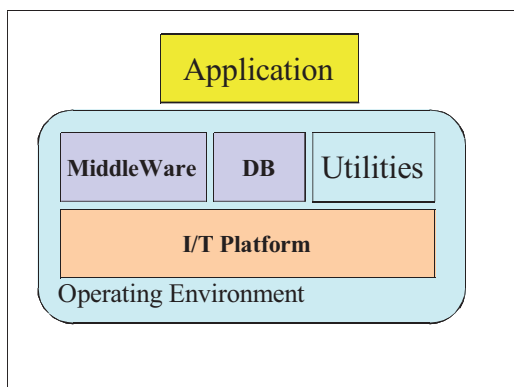 Application
MiddleWare
DB
Utilities
I/T Platform
Operating Environment